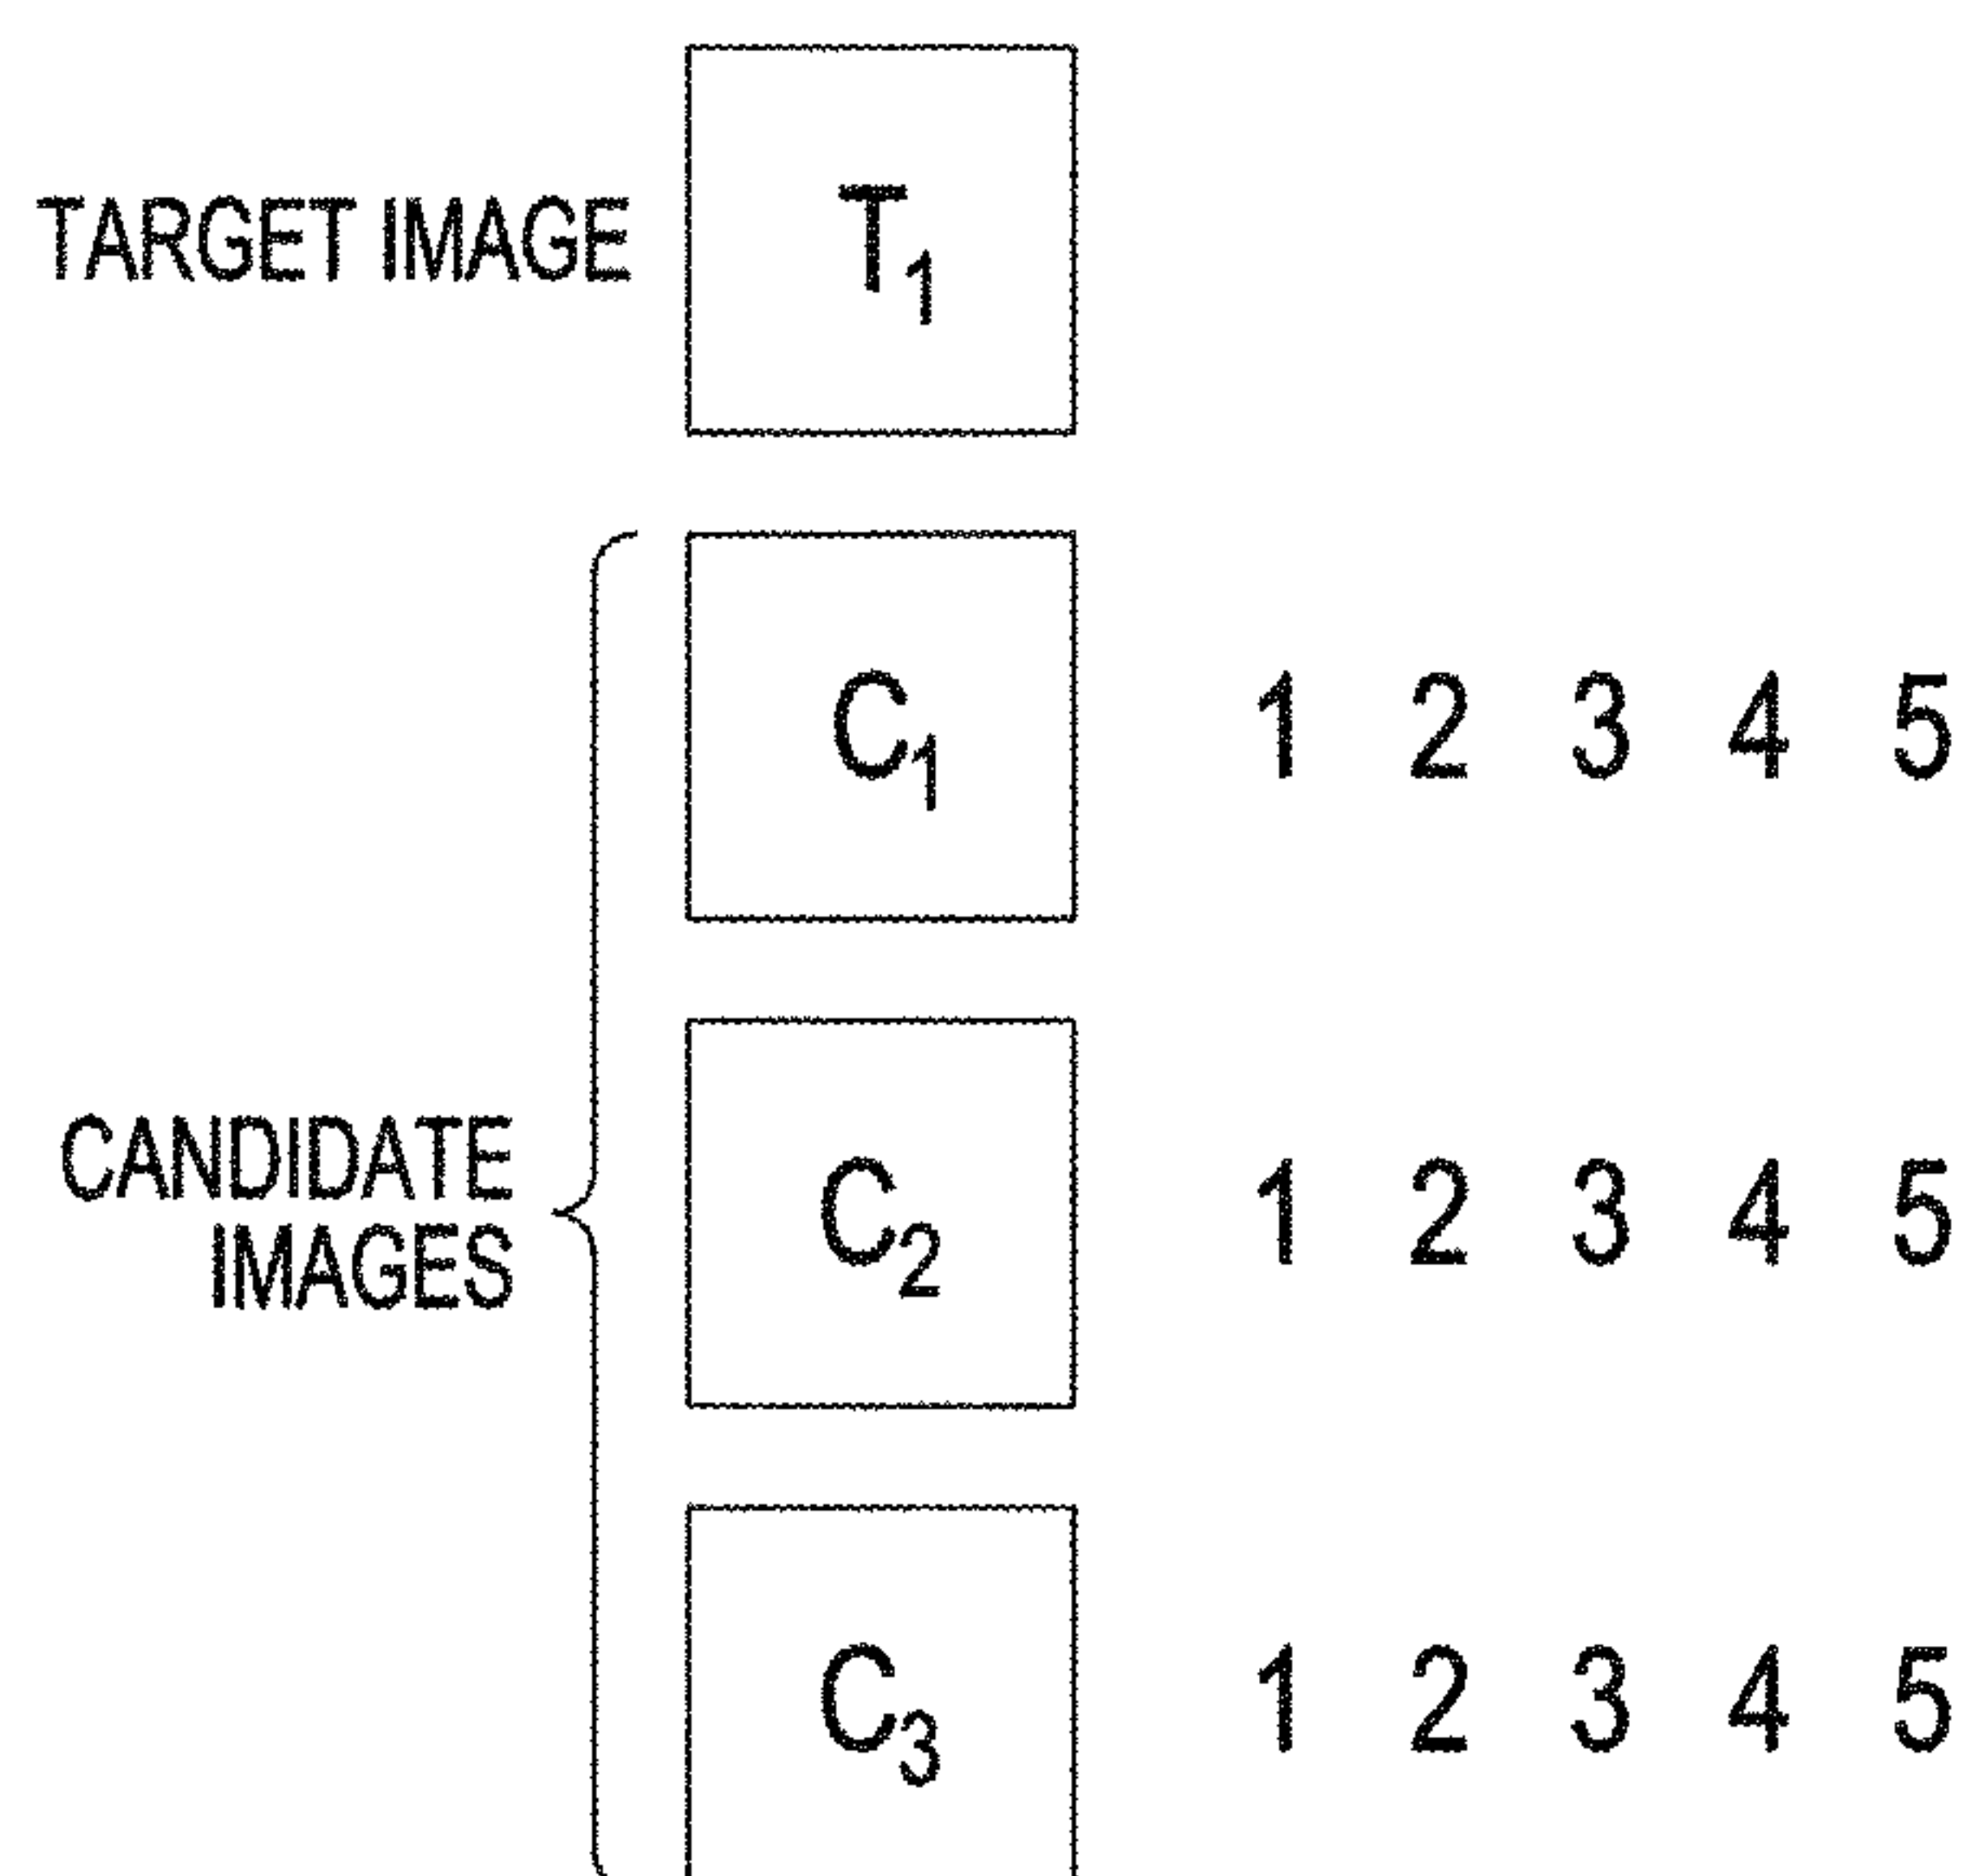 TARGET IMAGE T₁
C₁ 1 2 3 4 5
CANDIDATE
IMAGES
C₂ 1 2 3 4 5
C₃ 1 2 3 4 5